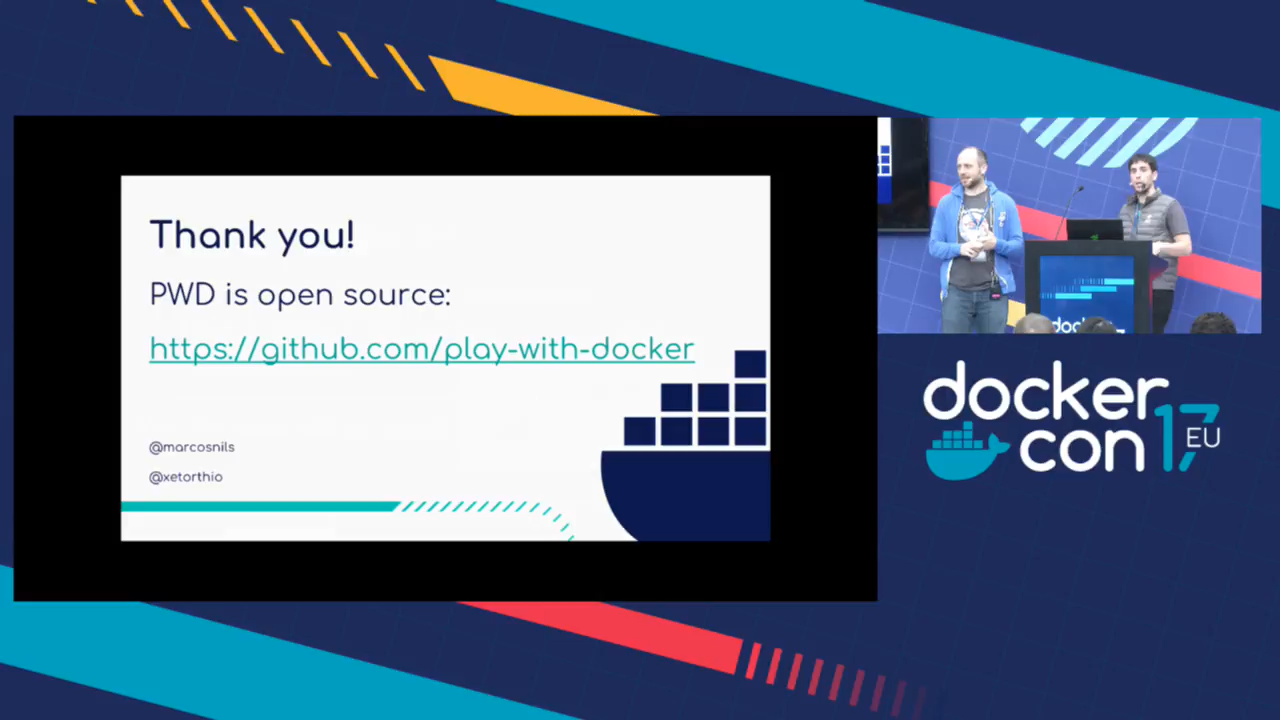 Thank you!
PWD is open source:
https://github.com/play-with-docker
@marcosnils
@xetorthio
docker
con 17 EU